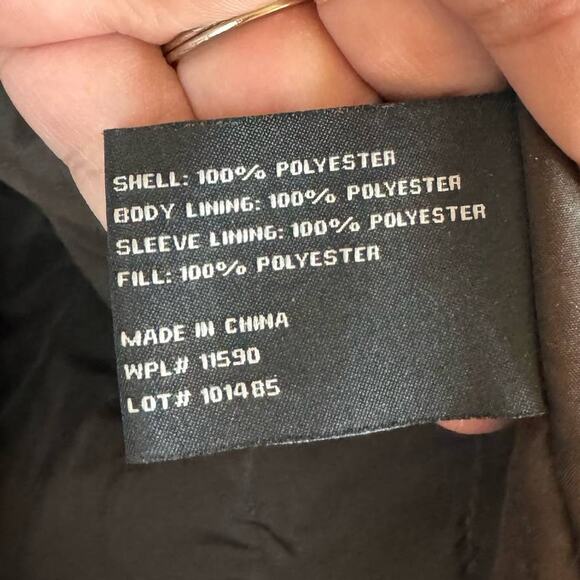 SHELL: 100% POLYESTER
BODY LINING: 100% POLYESTER
SLEEVE LINING: 100% POLYESTER
FILL: 100% POLYESTER
MADE IN CHINA
WPL# 11590
LOT# 101485